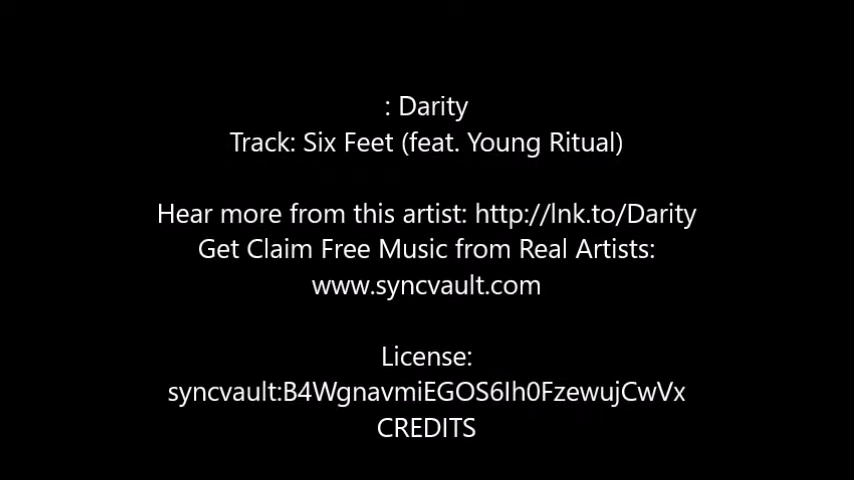 : Darity
Track: Six Feet (feat. Young Ritual)
Hear more from this artist: http://lnk.to/Darity
Get Claim Free Music from Real Artists:
www.syncvault.com
License:
syncvault:B4WgnavmiEGOS6Ih0FzewujCwVx
CREDITS